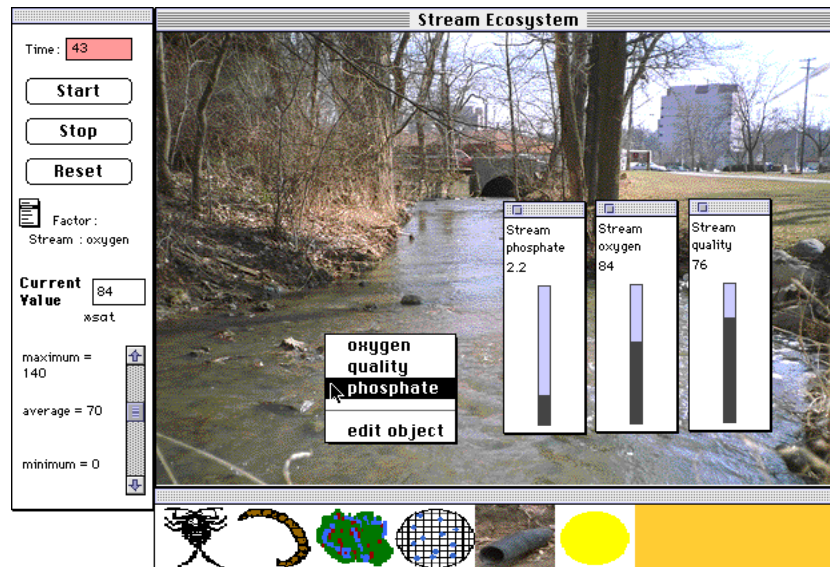 Stream Ecosystem
Time: 43
Start
Stop
Reset
Factor:
Stream : oxygen
Current
Value
84
%sat
maximum =
140
average = 70
minimum = 0
oxygen
quality
phosphate
edit object
Stream
phosphate
2.2
Stream
oxygen
84
Stream
quality
76